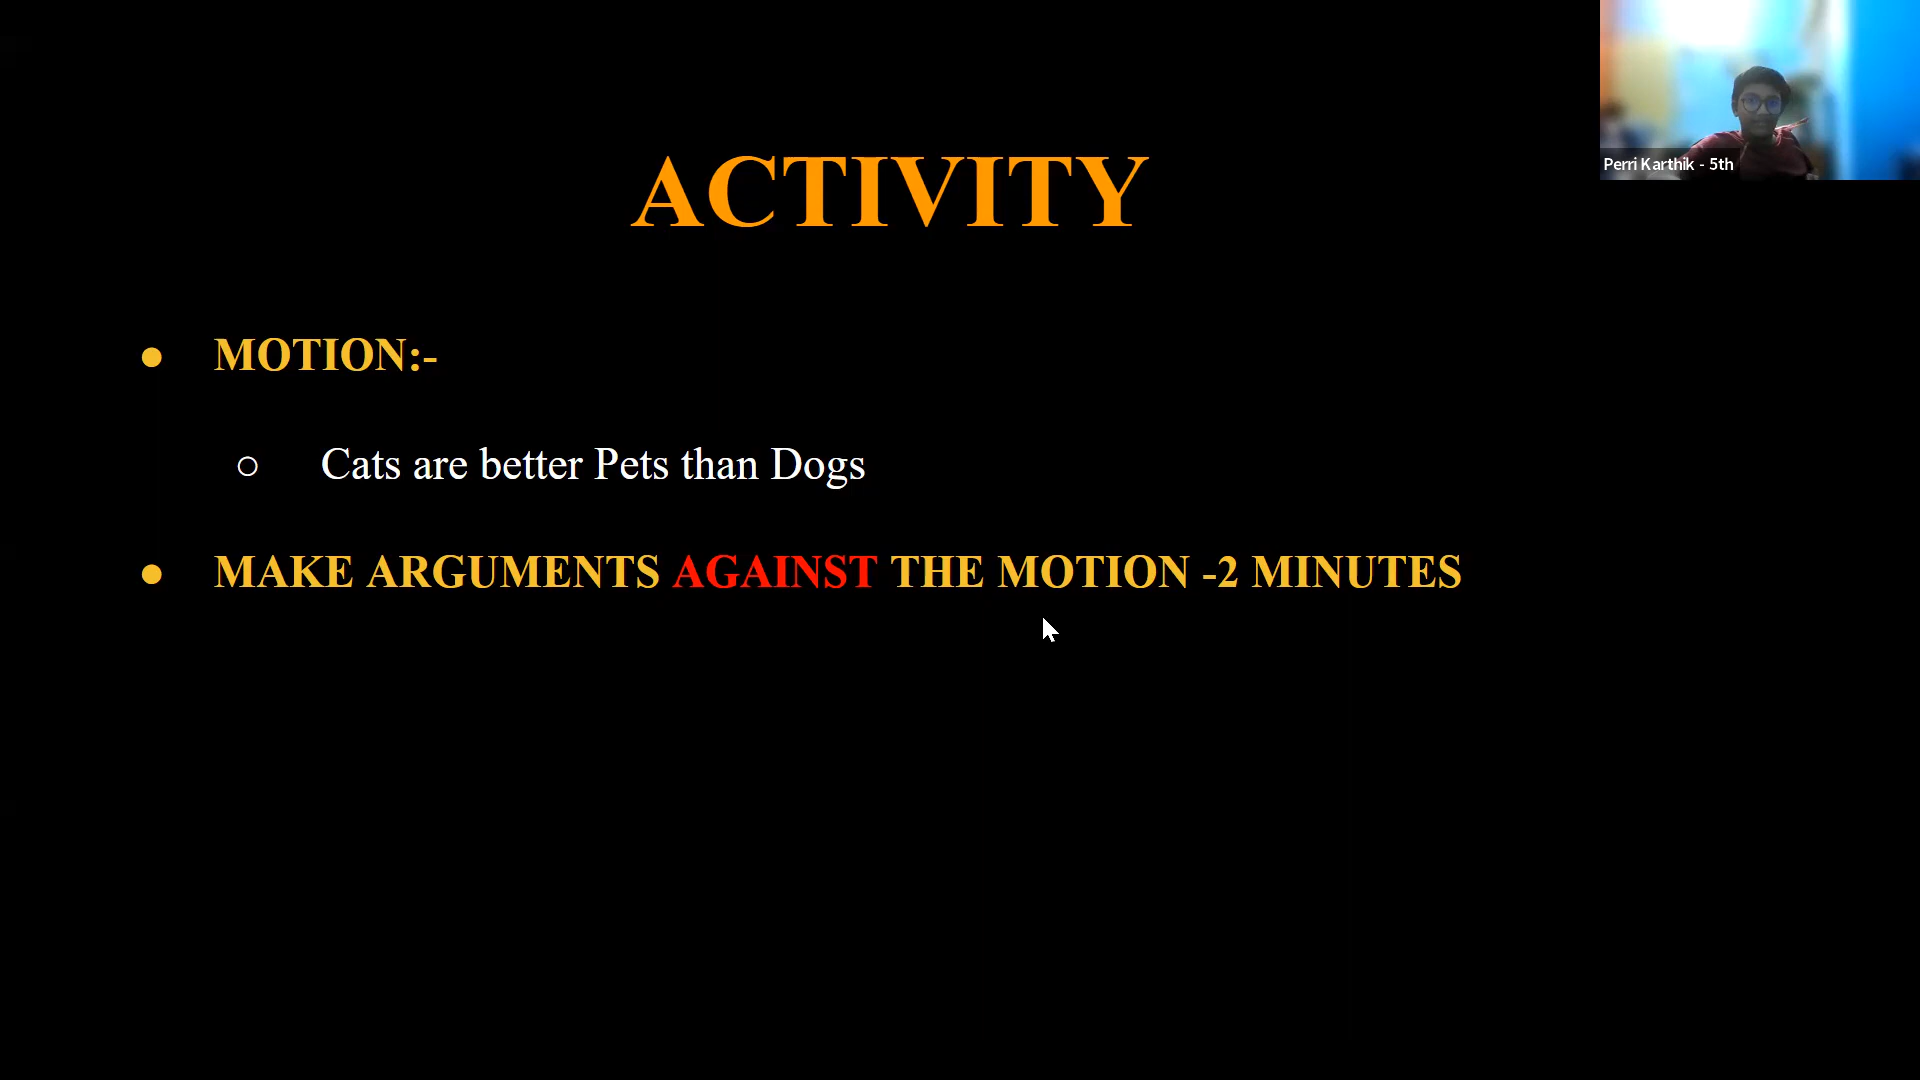 Perri Karthik - 5th
ACTIVITY
● MOTION:-
○ Cats are better Pets than Dogs
● MAKE ARGUMENTS AGAINST THE MOTION -2 MINUTES